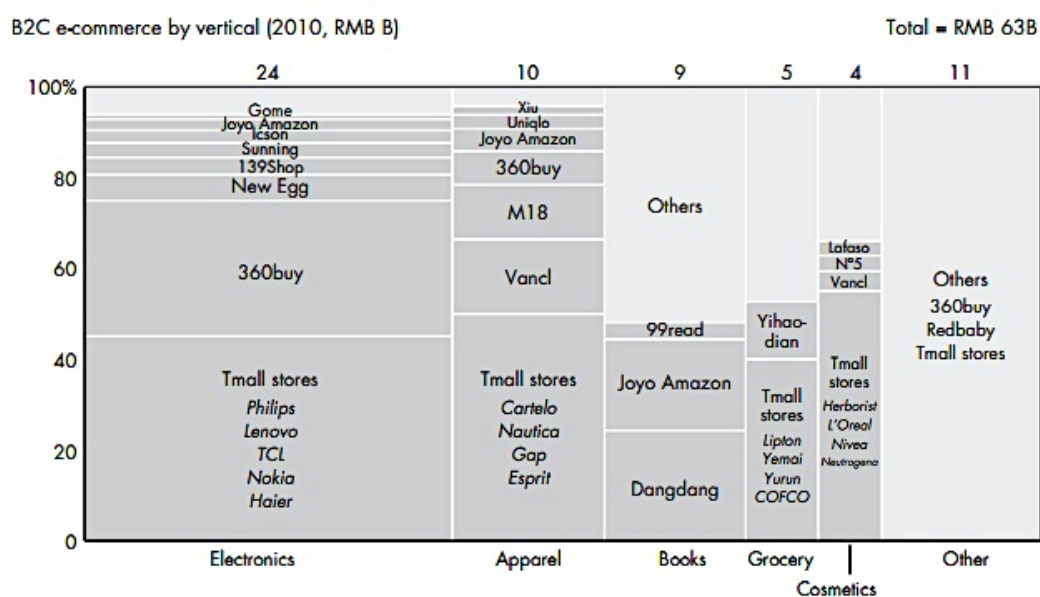 B2C e-commerce by vertical (2010, RMB B)
Total = RMB 63B
24
10
9
5
4
11
100%
80
60
40
20
0
Gome
Joyo Amazon
Icson
Sunning
139Shop
New Egg
360buy
Tmall stores
Philips
Lenovo
TCL
Nokia
Haier
Xiu
Uniqlo
Joyo Amazon
360buy
M18
Vancl
Tmall stores
Cartelo
Nautica
Gap
Esprit
Others
99read
Joyo Amazon
Dangdang
Yihao-
dian
Tmall
stores
Lipton
Yemai
Yurun
COFCO
Lafaso
Nº5
Vancl
Tmall
stores
Herborist
L'Oreal
Nivea
Neutragena
Others
360buy
Redbaby
Tmall stores
Electronics
Apparel
Books
Grocery
Cosmetics
Other